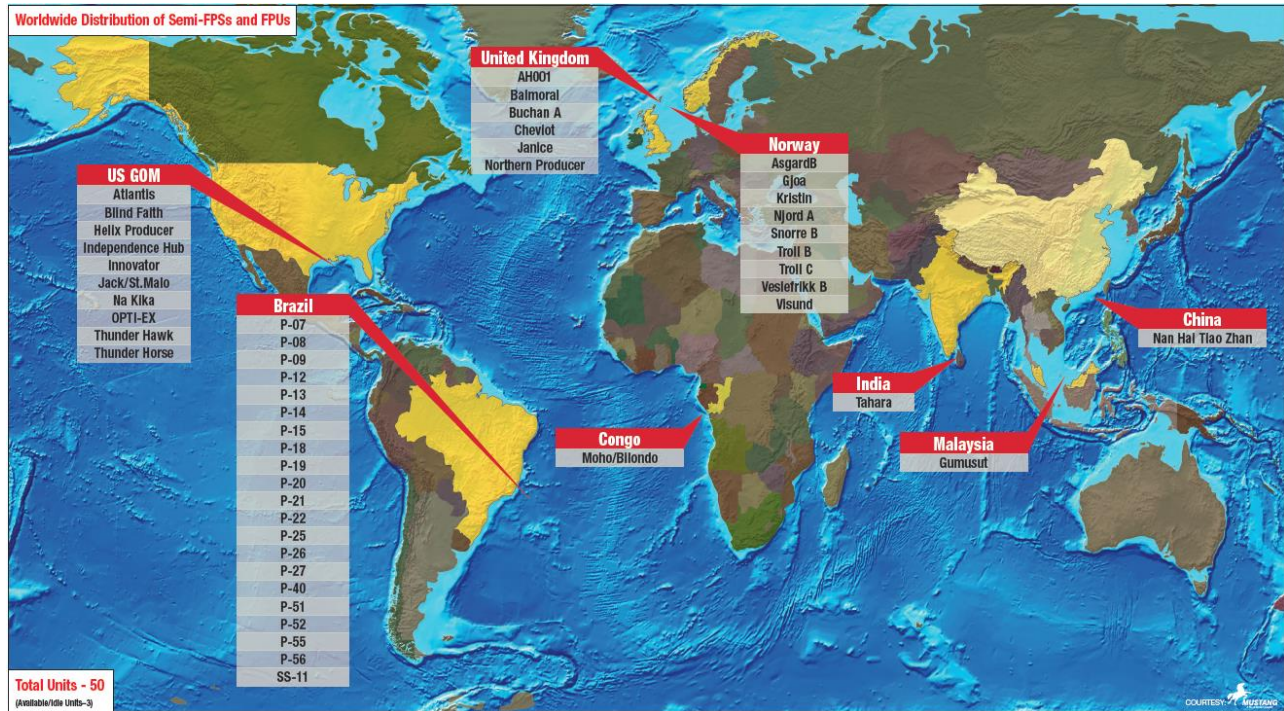 Worldwide Distribution of Semi-FPSs and FPUs
United Kingdom
AH001
Balmoral
Buchan A
Cheviot
Janice
Northern Producer
Norway
AsgardB
Gjoa
Kristin
Njord A
Snorre B
Troll B
Troll C
Veslefrikk B
Visund
US GOM
Atlantis
Blind Faith
Helix Producer
Independence Hub
Innovator
Jack/St.Malo
Na Kika
OPTI-EX
Thunder Hawk
Thunder Horse
Brazil
P-07
P-08
P-09
P-12
P-13
P-14
P-15
P-18
P-19
P-20
P-21
P-22
P-25
P-26
P-27
P-40
P-51
P-52
P-55
P-56
SS-11
China
Nan Hai Tiao Zhan
India
Tahara
Congo
Moho/Bilondo
Malaysia
Gumusut
Total Units - 50
(Available/Idle Units-3)
COURTESY: MUSTANG